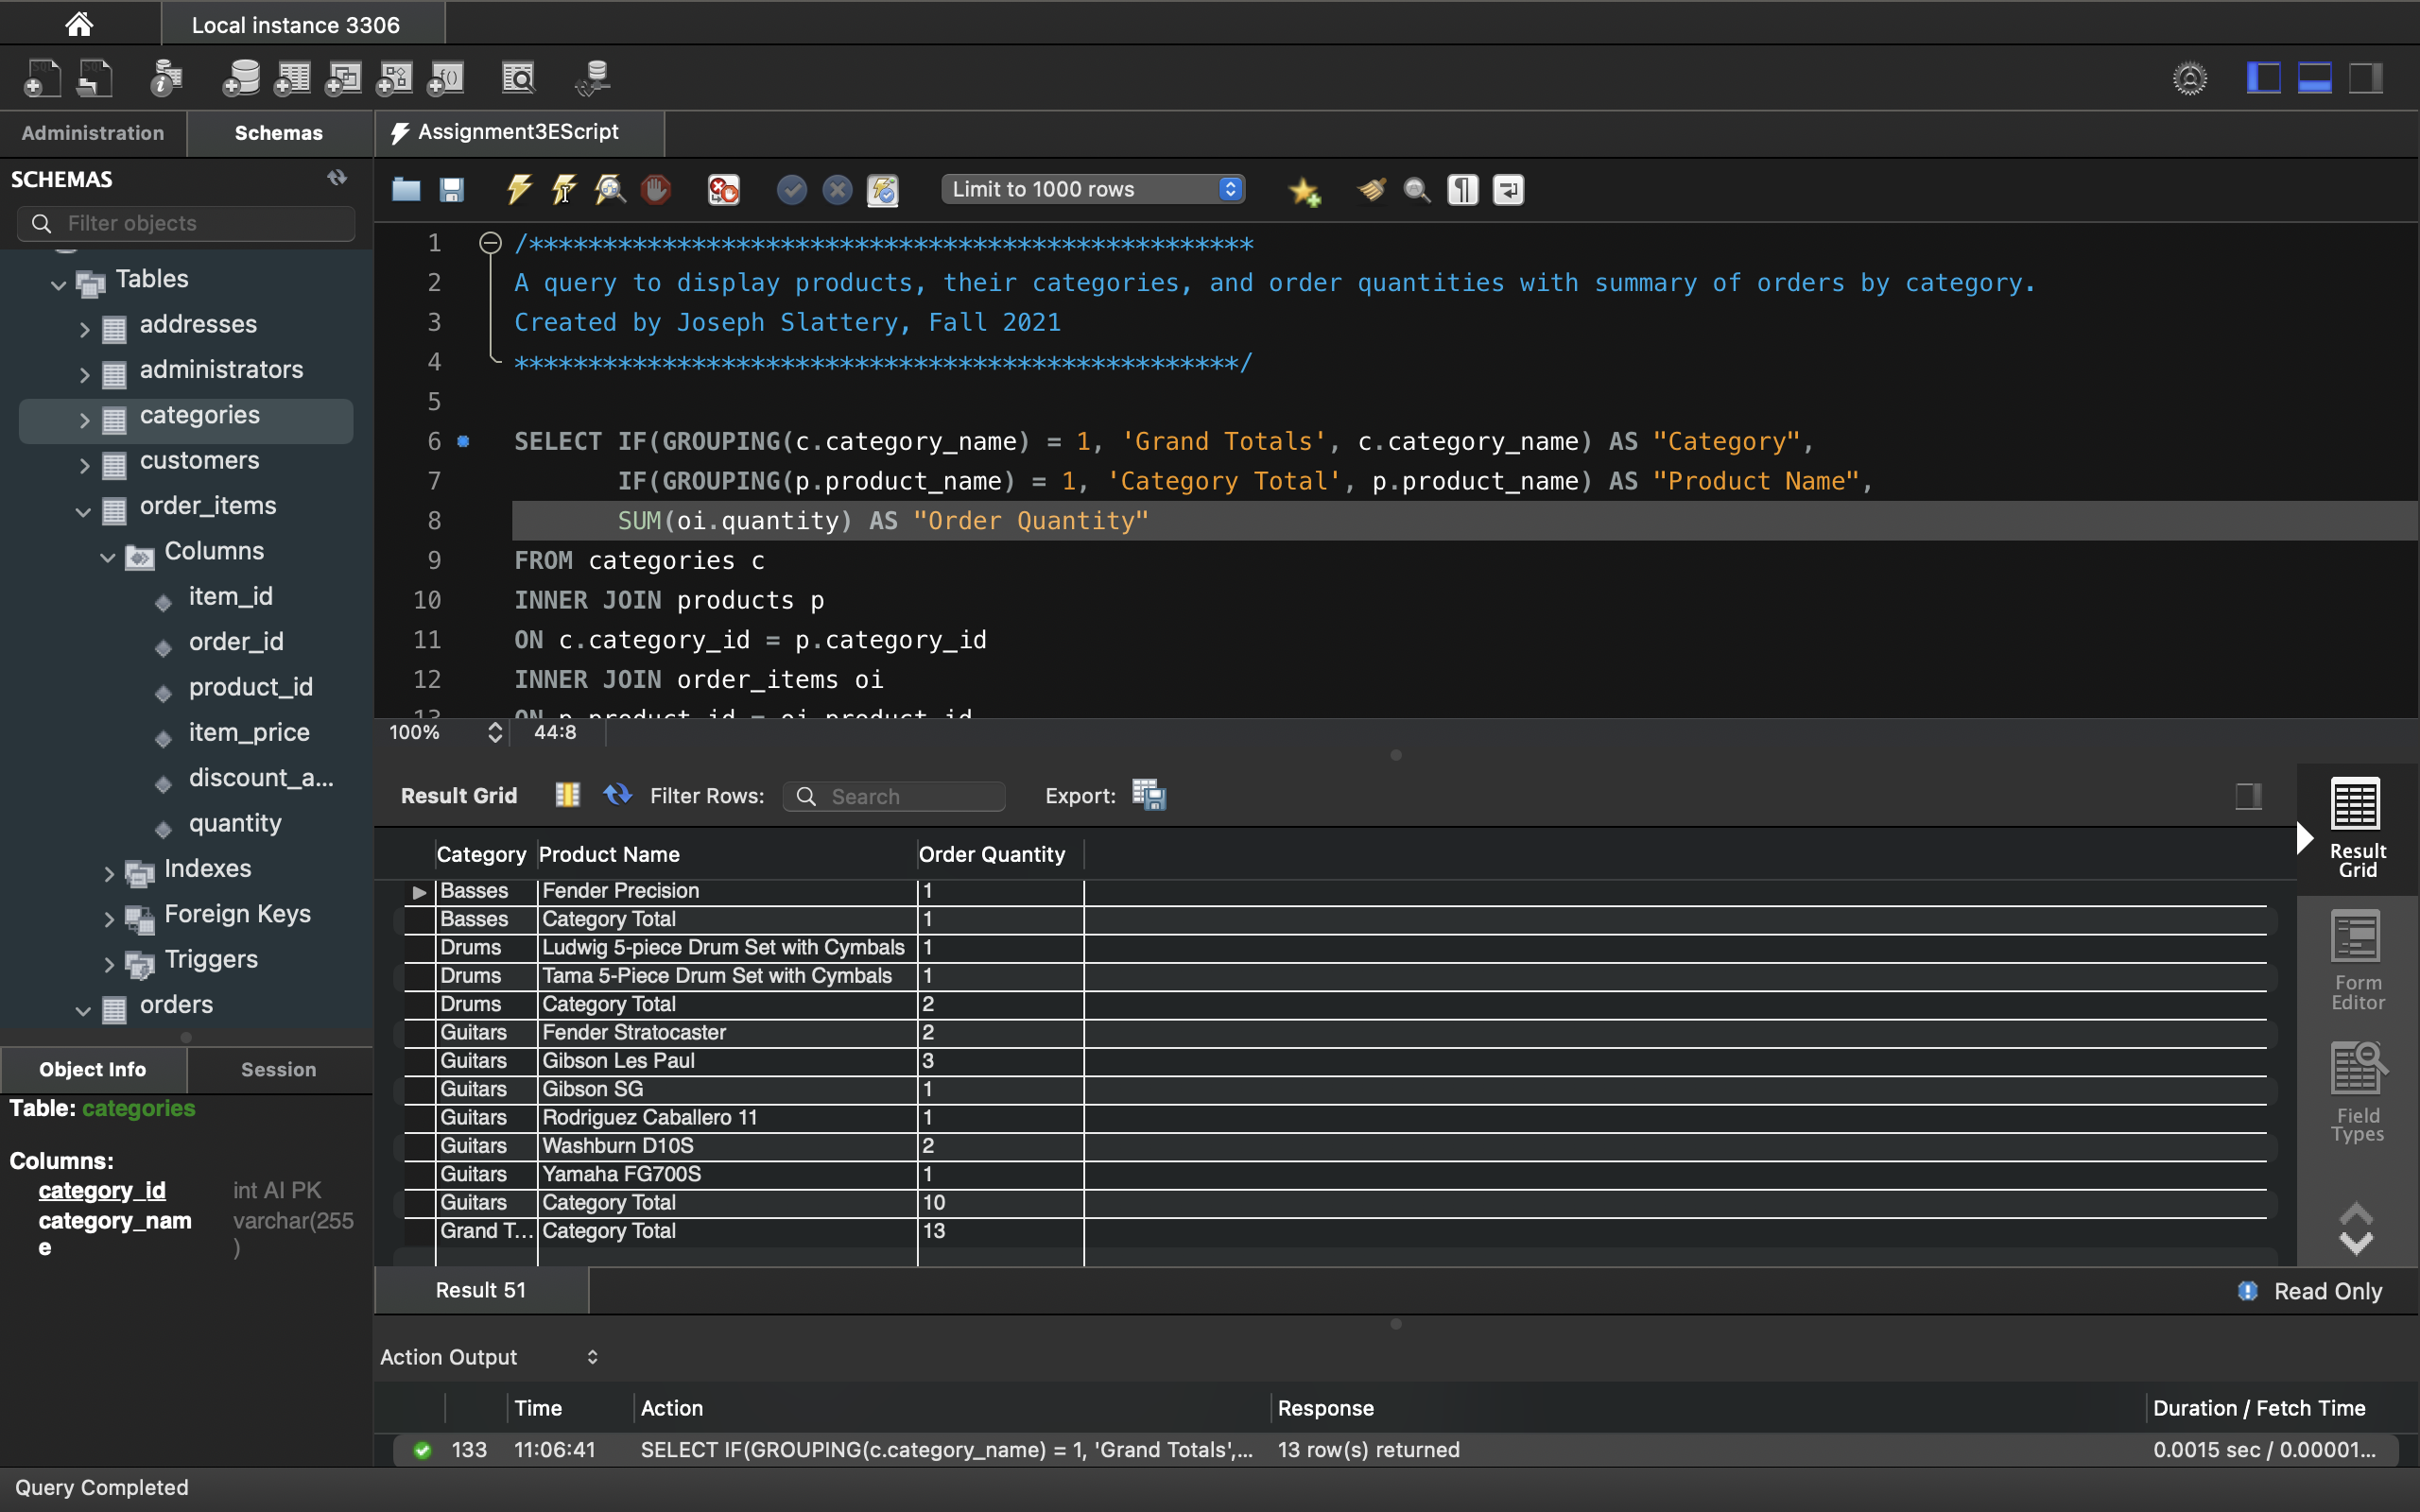 Local instance 3306
Administration
Schemas
Assignment3EScript
SCHEMAS
Filter objects
Tables
addresses
administrators
categories
customers
order_items
Columns
item_id
order_id
product_id
item_price
discount_a...
quantity
Indexes
Foreign Keys
Triggers
orders
Object Info
Session
Table: categories
Columns:
category_id int AI PK
category_nam varchar(255
e )
Limit to 1000 rows
1 /*************************************************
2 A query to display products, their categories, and order quantities with summary of orders by category.
3 Created by Joseph Slattery, Fall 2021
4 *************************************************/
5
6 SELECT IF(GROUPING(c.category_name) = 1, 'Grand Totals', c.category_name) AS "Category",
7 IF(GROUPING(p.product_name) = 1, 'Category Total', p.product_name) AS "Product Name",
8 SUM(oi.quantity) AS "Order Quantity"
9 FROM categories c
10 INNER JOIN products p
11 ON c.category_id = p.category_id
12 INNER JOIN order_items oi
13 ON p.product_id = oi.product_id
100% 44:8
Result Grid Filter Rows: Search Export:
Category Product Name Order Quantity
Basses Fender Precision 1
Basses Category Total 1
Drums Ludwig 5-piece Drum Set with Cymbals 1
Drums Tama 5-Piece Drum Set with Cymbals 1
Drums Category Total 2
Guitars Fender Stratocaster 2
Guitars Gibson Les Paul 3
Guitars Gibson SG 1
Guitars Rodriguez Caballero 11 1
Guitars Washburn D10S 2
Guitars Yamaha FG700S 1
Guitars Category Total 10
Grand T... Category Total 13
Result
Grid
Form
Editor
Field
Types
Result 51
Read Only
Action Output
Time Action Response Duration / Fetch Time
133 11:06:41 SELECT IF(GROUPING(c.category_name) = 1, 'Grand Totals',... 13 row(s) returned 0.0015 sec / 0.00001...
Query Completed